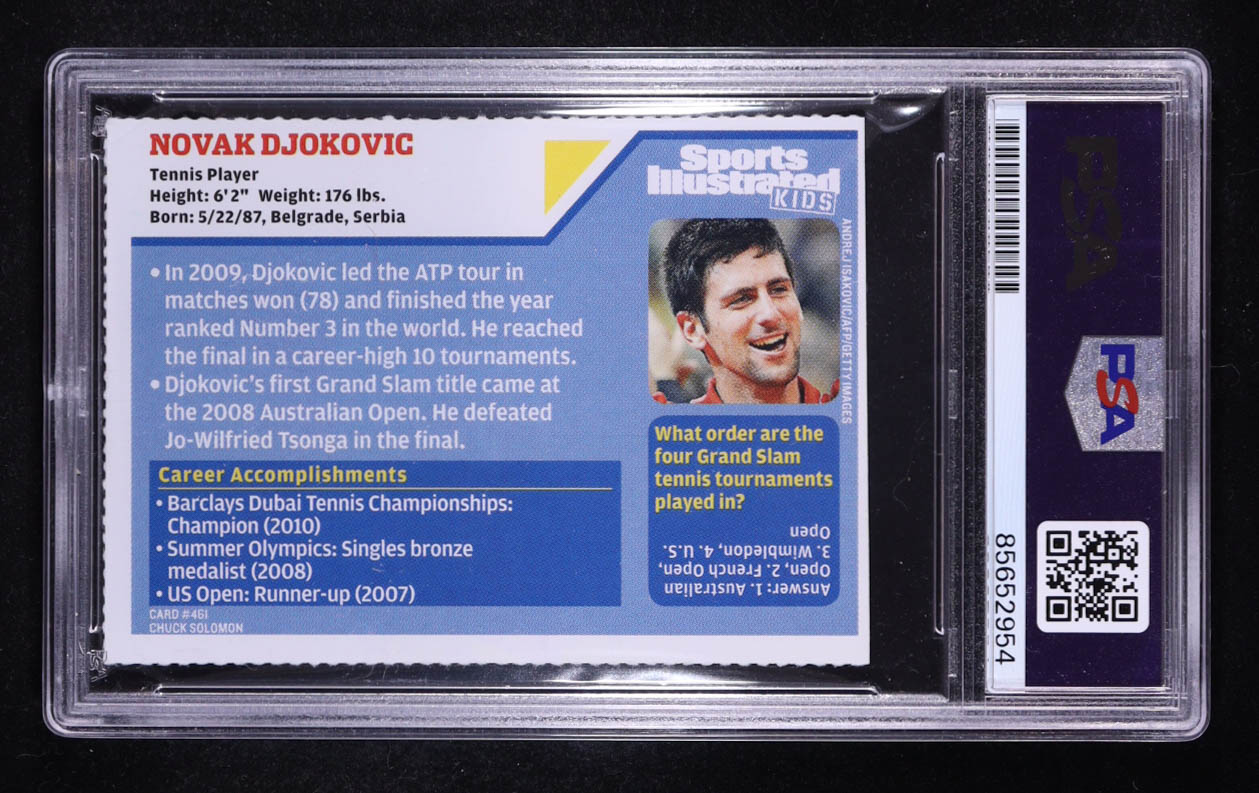 NOVAK DJOKOVIC
Tennis Player
Height: 6'2" Weight: 176 lbs.
Born: 5/22/87, Belgrade, Serbia
• In 2009, Djokovic led the ATP tour in
matches won (78) and finished the year
ranked Number 3 in the world. He reached
the final in a career-high 10 tournaments.
• Djokovic's first Grand Slam title came at
the 2008 Australian Open. He defeated
Jo-Wilfried Tsonga in the final.
Career Accomplishments
• Barclays Dubai Tennis Championships:
Champion (2010)
• Summer Olympics: Singles bronze
medalist (2008)
• US Open: Runner-up (2007)
CARD #461
CHUCK SOLOMON
Sports
Illustrated
KIDS
ANDREJ ISAKOVIC/AFP/GETTY IMAGES
What order are the
four Grand Slam
tennis tournaments
played in?
Answer: 1. Australian
Open, 2. French Open,
3. Wimbledon, 4. U.S.
Open
85652954
PSA
PSA